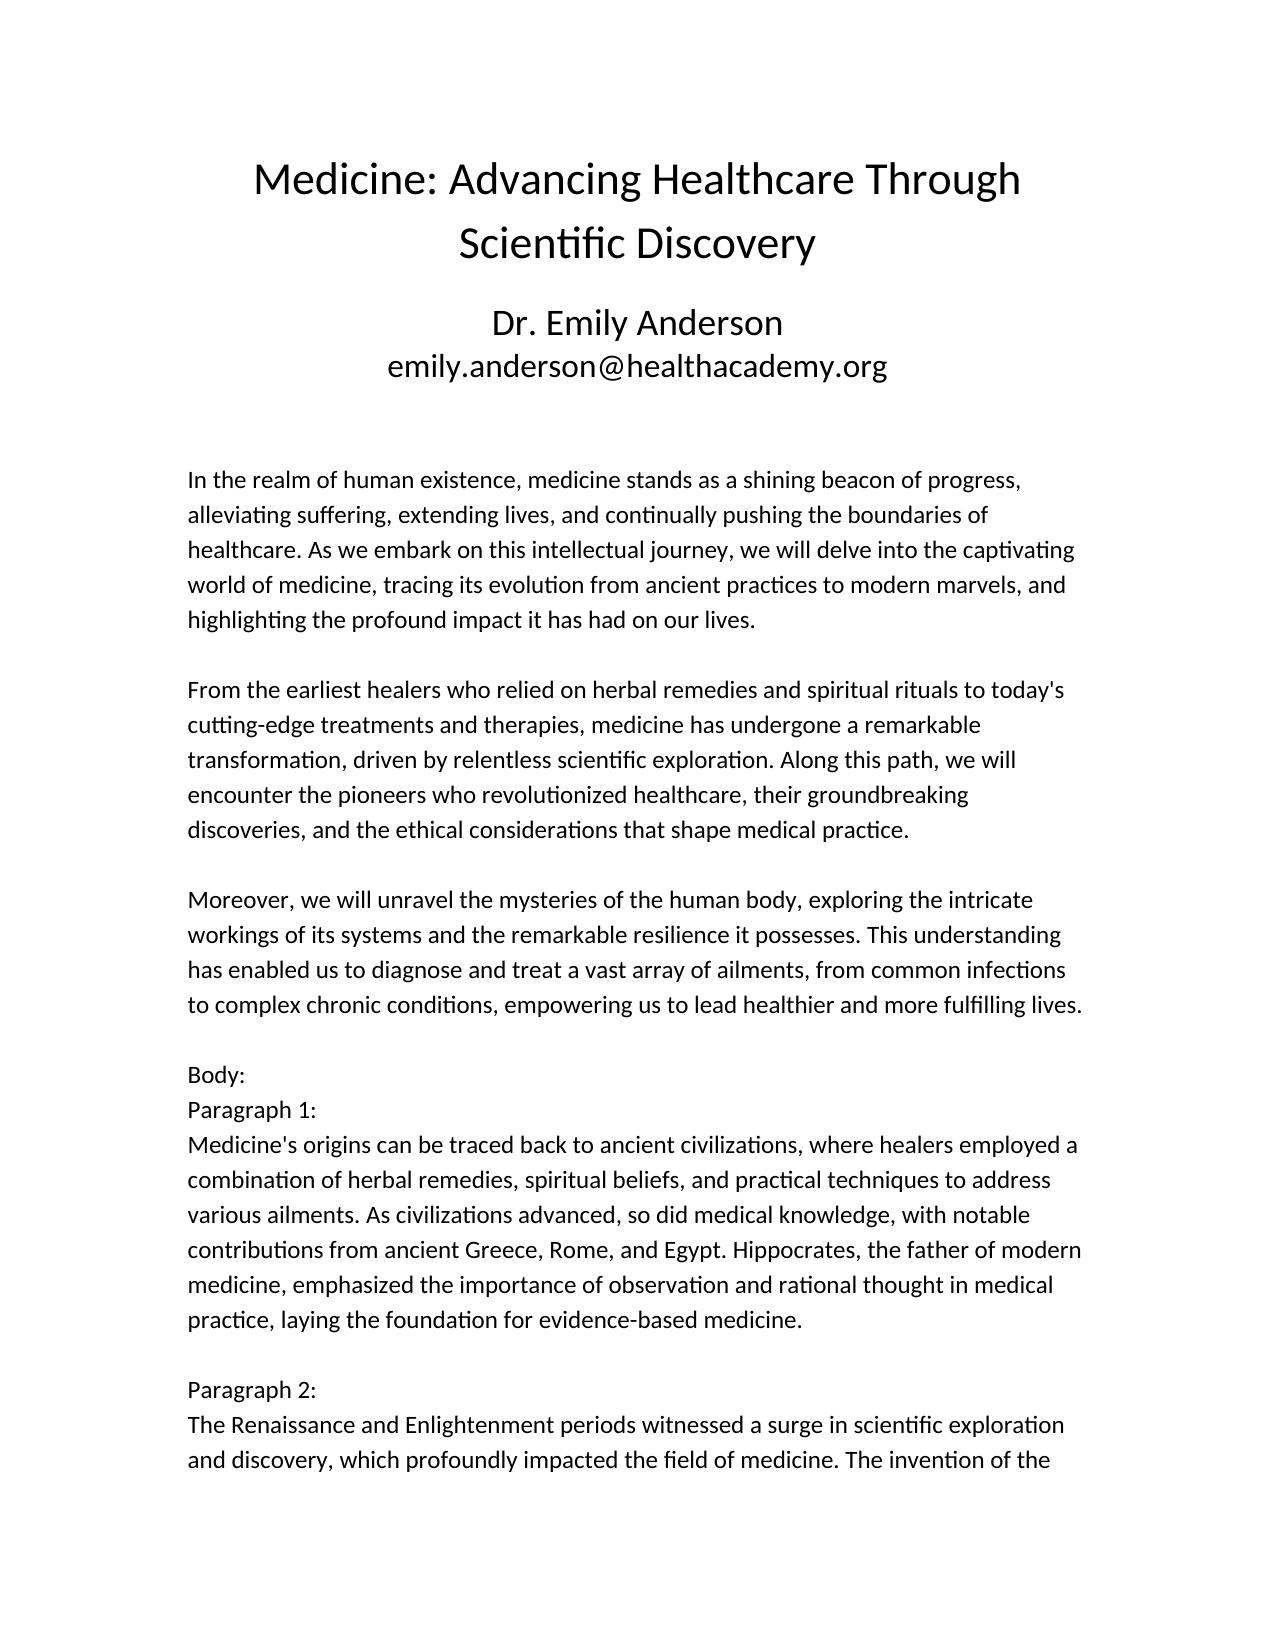 Medicine: Advancing Healthcare Through
Scientific Discovery
Dr. Emily Anderson
emily.anderson@healthacademy.org
In the realm of human existence, medicine stands as a shining beacon of progress,
alleviating suffering, extending lives, and continually pushing the boundaries of
healthcare. As we embark on this intellectual journey, we will delve into the captivating
world of medicine, tracing its evolution from ancient practices to modern marvels, and
highlighting the profound impact it has had on our lives.
From the earliest healers who relied on herbal remedies and spiritual rituals to today's
cutting-edge treatments and therapies, medicine has undergone a remarkable
transformation, driven by relentless scientific exploration. Along this path, we will
encounter the pioneers who revolutionized healthcare, their groundbreaking
discoveries, and the ethical considerations that shape medical practice.
Moreover, we will unravel the mysteries of the human body, exploring the intricate
workings of its systems and the remarkable resilience it possesses. This understanding
has enabled us to diagnose and treat a vast array of ailments, from common infections
to complex chronic conditions, empowering us to lead healthier and more fulfilling lives.
Body:
Paragraph 1:
Medicine's origins can be traced back to ancient civilizations, where healers employed a
combination of herbal remedies, spiritual beliefs, and practical techniques to address
various ailments. As civilizations advanced, so did medical knowledge, with notable
contributions from ancient Greece, Rome, and Egypt. Hippocrates, the father of modern
medicine, emphasized the importance of observation and rational thought in medical
practice, laying the foundation for evidence-based medicine.
Paragraph 2:
The Renaissance and Enlightenment periods witnessed a surge in scientific exploration
and discovery, which profoundly impacted the field of medicine. The invention of the